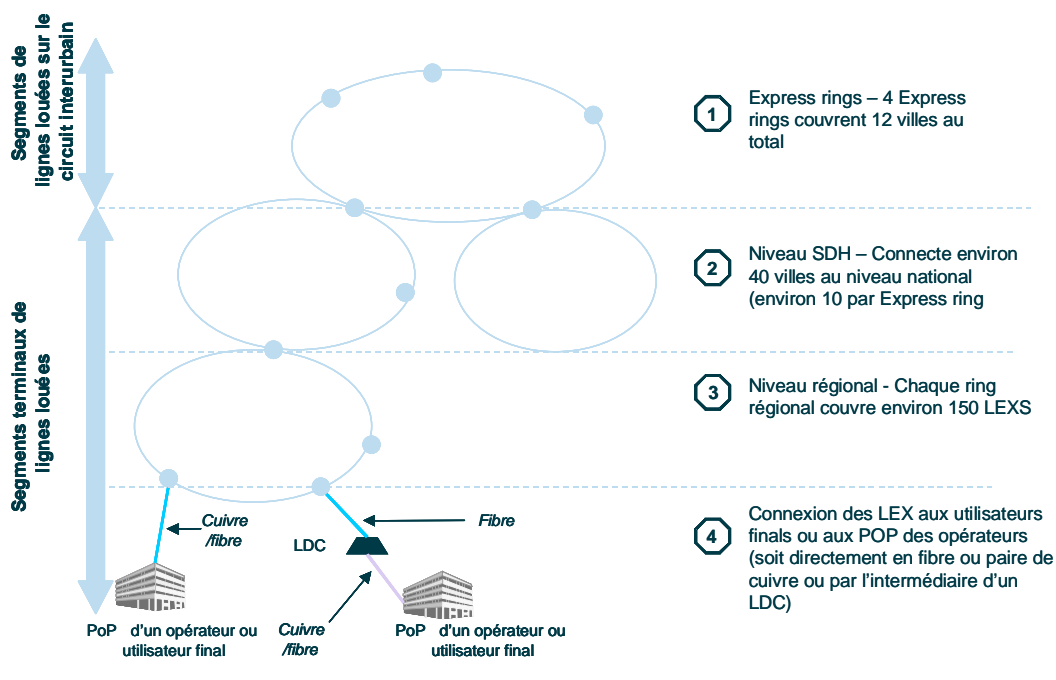 Segments de
lignes louées sur le
circuit interurbain
1
Express rings – 4 Express
rings couvrent 12 villes au
total
2
Niveau SDH – Connecte environ
40 villes au niveau national
(environ 10 par Express ring
Segments terminaux de
lignes louées
3
Niveau régional - Chaque ring
régional couvre environ 150 LEXS
4
Connexion des LEX aux utilisateurs
finals ou aux POP des opérateurs
(soit directement en fibre ou paire de
cuivre ou par l’intermédiaire d’un
LDC)
Cuivre
/fibre
Fibre
LDC
PoP d’un opérateur ou
utilisateur final
Cuivre
/fibre
PoP d’un opérateur ou
utilisateur final